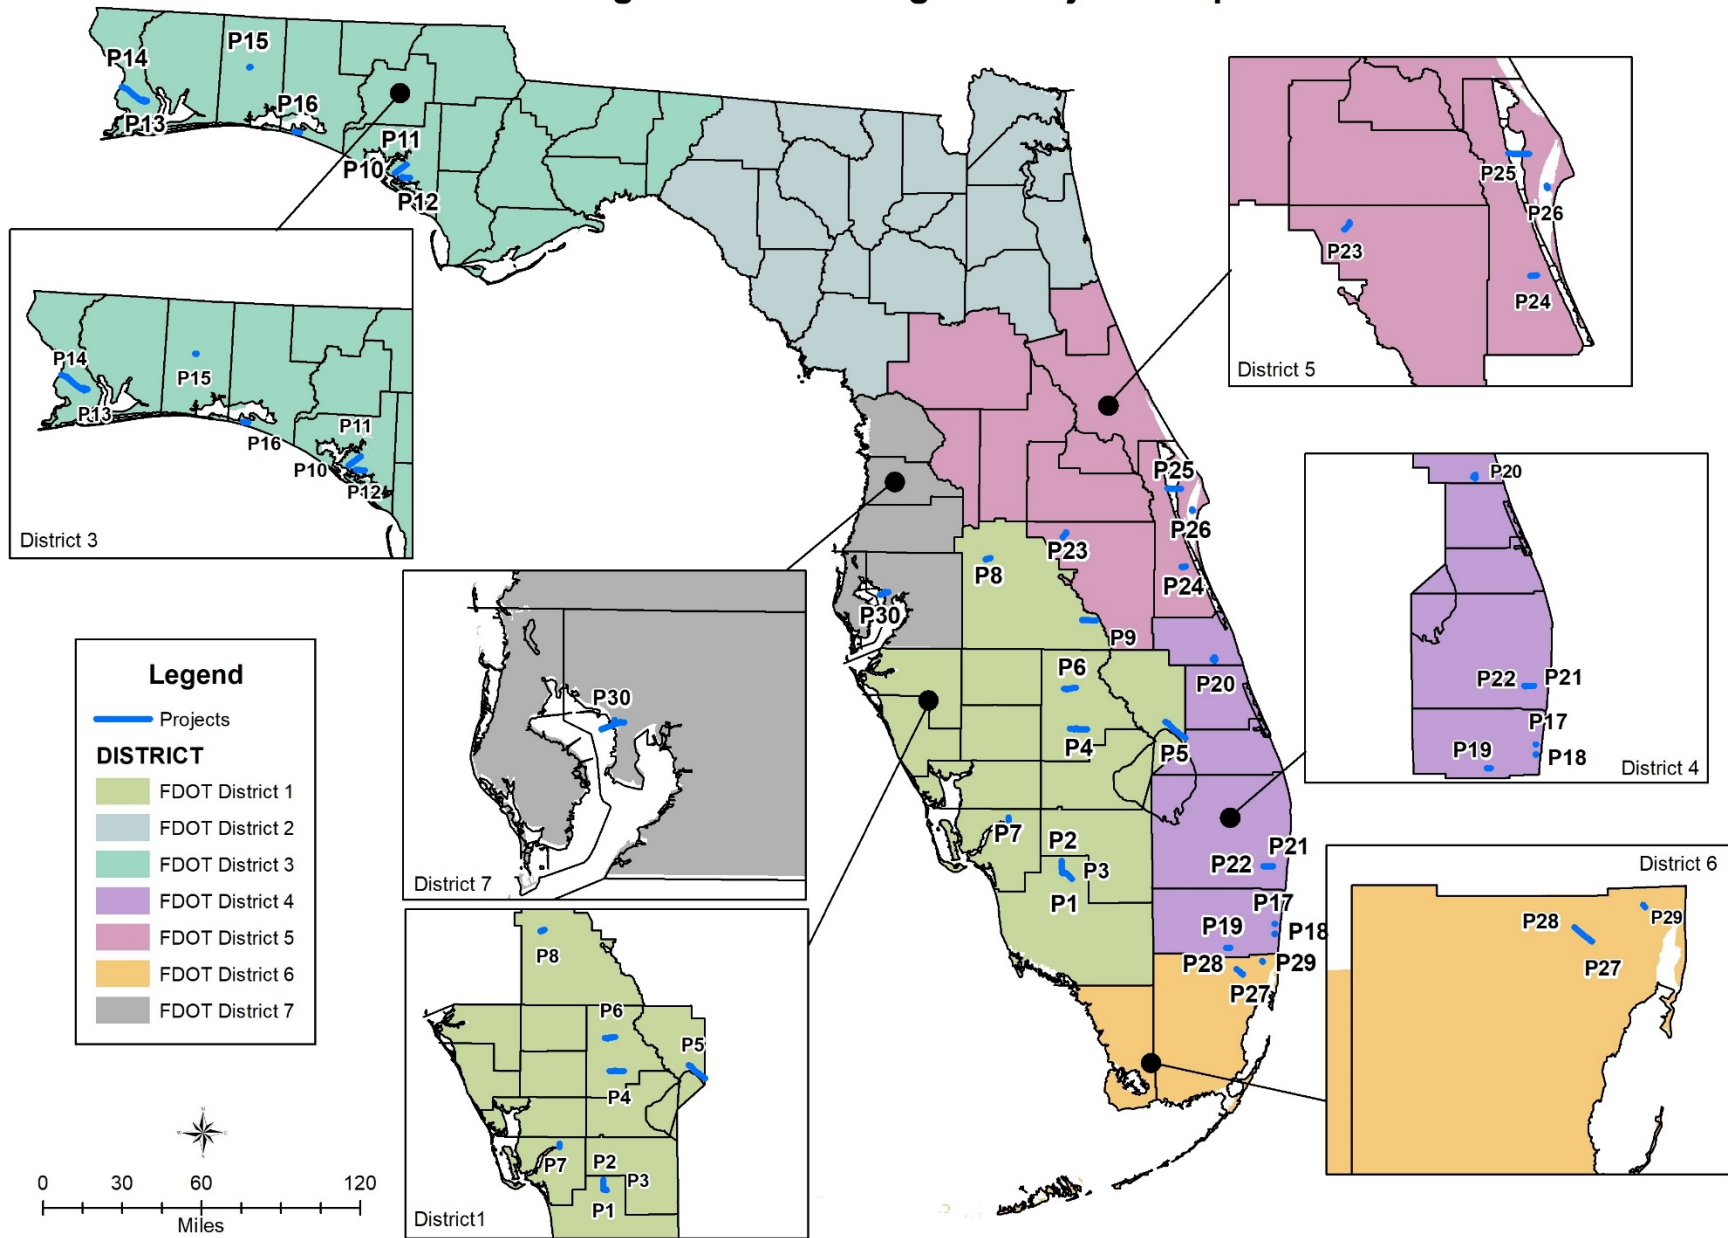 P14
P15
P16
P13
P11
P10
P12
P14
P15
P13
P16
P11
P10
P12
District 3
P25
P26
P23
P24
District 5
P25
P26
P23
P24
P8
P9
P30
P6
P4
P5
P20
P7
P2
P3
P1
P21
P22
P17
P18
P19
P28
P29
P27
P20
P22
P21
P17
P19
P18
District 4
District 6
P28
P29
P27
P30
District 7
P8
P6
P5
P4
P7
P2
P3
P1
District1
Legend
Projects
DISTRICT
FDOT District 1
FDOT District 2
FDOT District 3
FDOT District 4
FDOT District 5
FDOT District 6
FDOT District 7
0 30 60 120
Miles